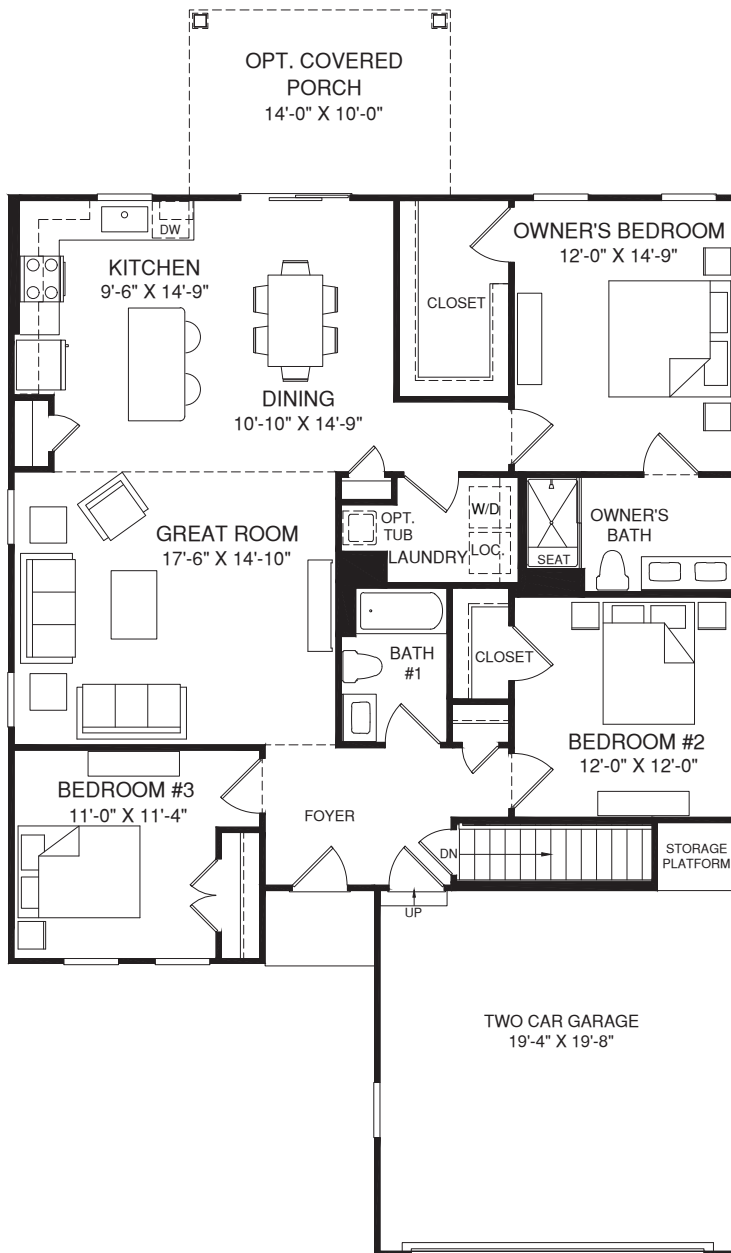 OPT. COVERED
PORCH
14'-0" X 10'-0"
DW
KITCHEN
9'-6" X 14'-9"
DINING
10'-10" X 14'-9"
CLOSET
OWNER'S BEDROOM
12'-0" X 14'-9"
GREAT ROOM
17'-6" X 14'-10"
OPT.
TUB
LAUNDRY
W/D
LOC.
SEAT
OWNER'S
BATH
BATH
#1
CLOSET
BEDROOM #2
12'-0" X 12'-0"
BEDROOM #3
11'-0" X 11'-4"
FOYER
DN
UP
STORAGE
PLATFORM
TWO CAR GARAGE
19'-4" X 19'-8"